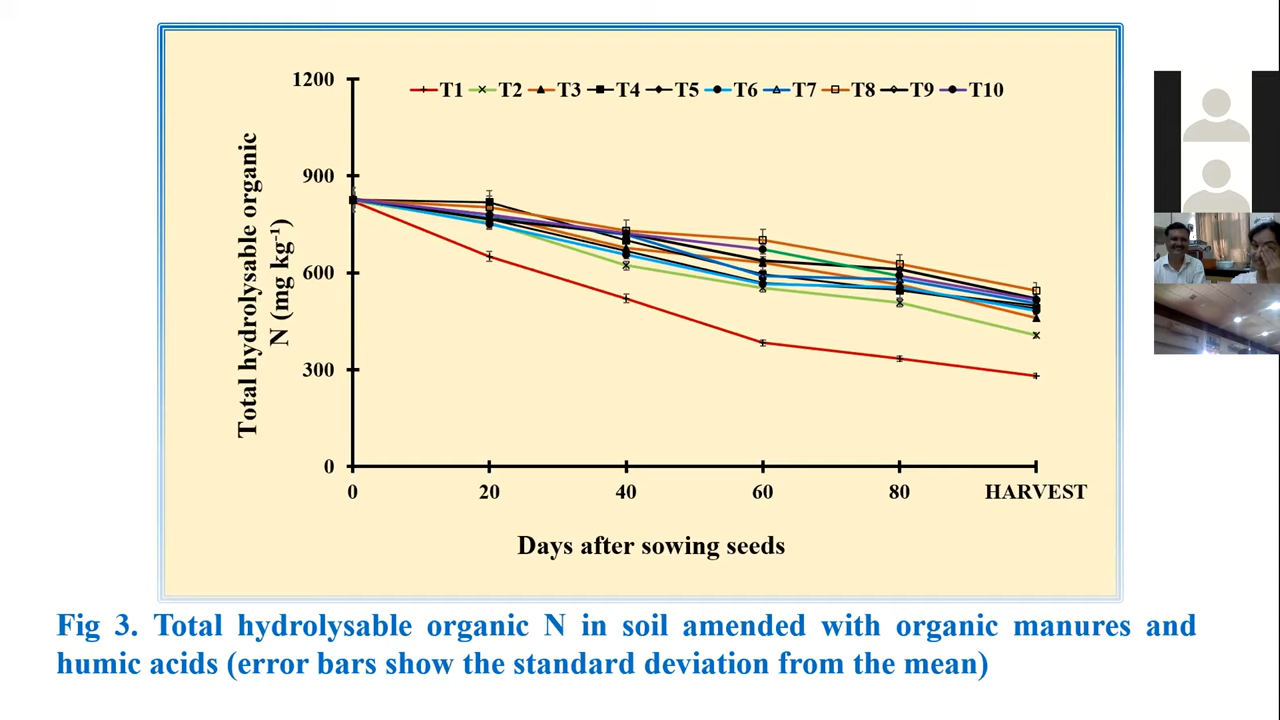 1200
T1 T2 T3 T4 T5 T6 T7 T8 T9 T10
Total hydrolysable organic
N (mg kg⁻¹)
900
600
300
0
0 20 40 60 80 HARVEST
Days after sowing seeds
Fig 3. Total hydrolysable organic N in soil amended with organic manures and
humic acids (error bars show the standard deviation from the mean)